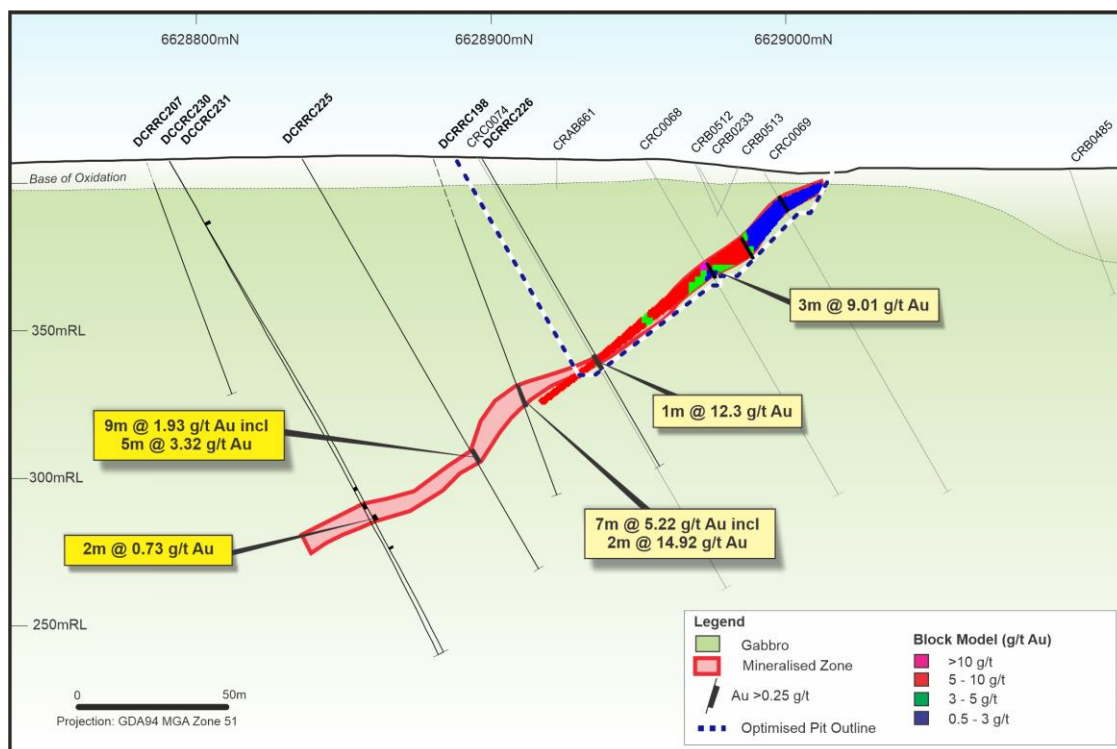 6628800mN
6628900mN
6629000mN
DCRRC207
DCCRC230
DCCRC231
DCRRC225
DCRRC198
CRC0074
DCRRC226
CRAB661
CRC0068
CRB0512
CRB0233
CRB0513
CRC0069
CRB0485
Base of Oxidation
350mRL
300mRL
250mRL
3m @ 9.01 g/t Au
1m @ 12.3 g/t Au
9m @ 1.93 g/t Au incl
5m @ 3.32 g/t Au
7m @ 5.22 g/t Au incl
2m @ 14.92 g/t Au
2m @ 0.73 g/t Au
0
50m
Projection: GDA94 MGA Zone 51
Legend
Gabbro
Mineralised Zone
Au >0.25 g/t
Optimised Pit Outline
Block Model (g/t Au)
>10 g/t
5 - 10 g/t
3 - 5 g/t
0.5 - 3 g/t